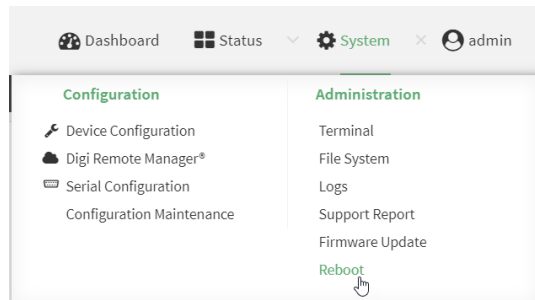 Dashboard Status System admin
Configuration
Device Configuration
Digi Remote Manager®
Serial Configuration
Configuration Maintenance
Administration
Terminal
File System
Logs
Support Report
Firmware Update
Reboot